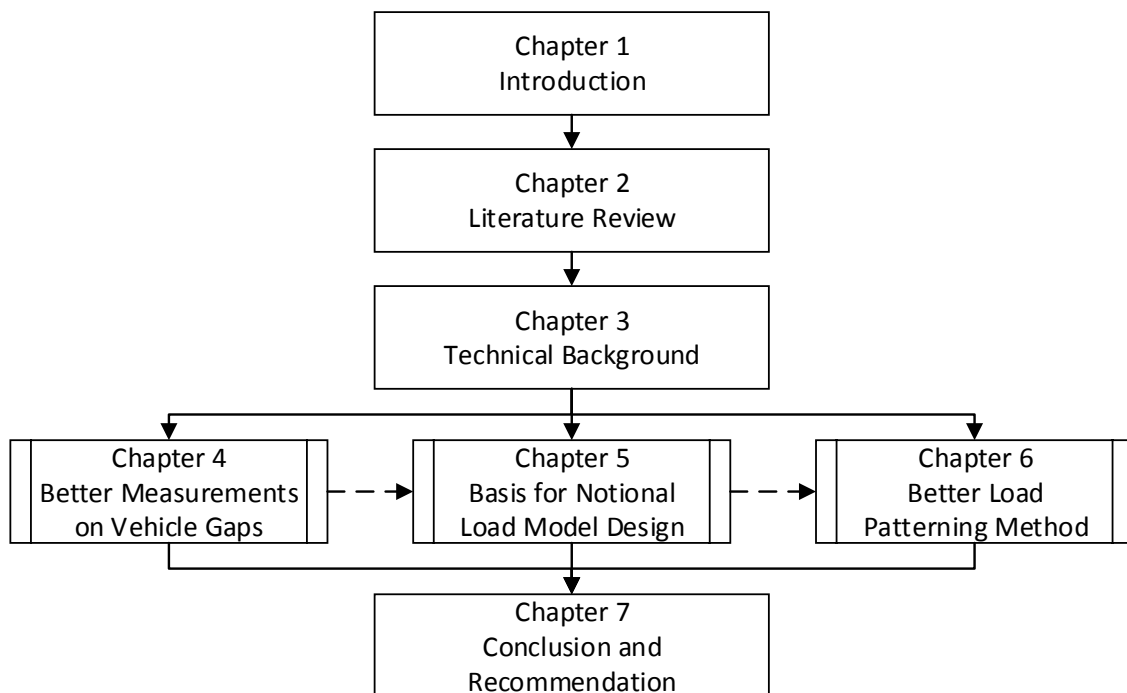 Chapter 1
Introduction
Chapter 2
Literature Review
Chapter 3
Technical Background
Chapter 4
Better Measurements
on Vehicle Gaps
Chapter 5
Basis for Notional
Load Model Design
Chapter 6
Better Load
Patterning Method
Chapter 7
Conclusion and
Recommendation